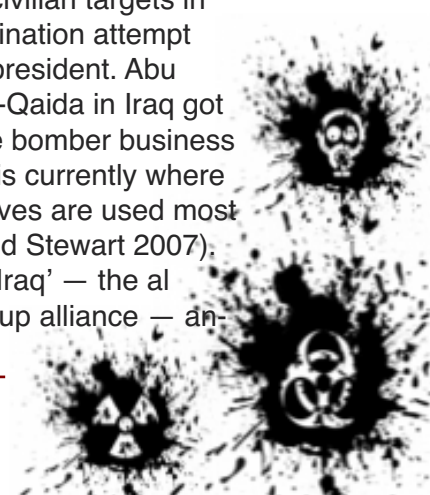 civilian targets in
ination attempt
president. Abu
-Qaida in Iraq got
e bomber business
is currently where
ves are used most
d Stewart 2007).
Iraq’ — the al
up alliance — an-